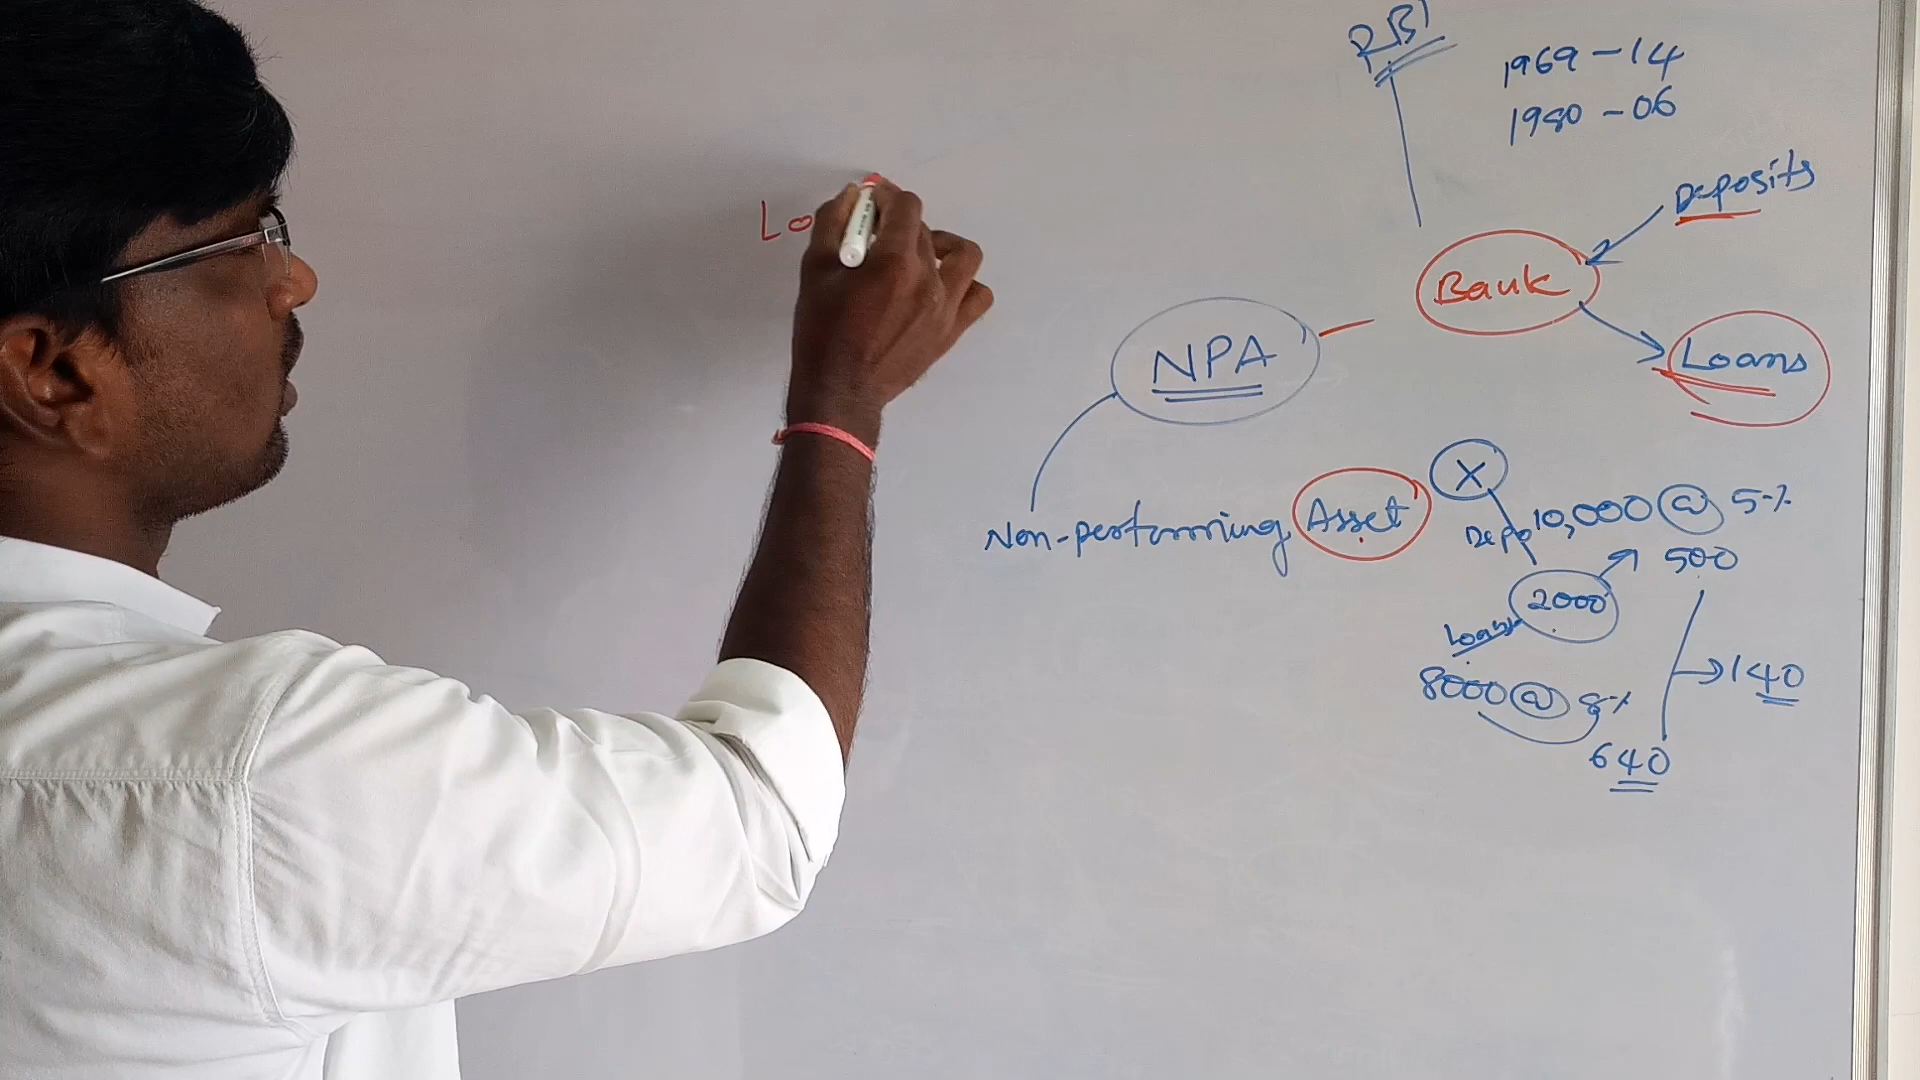 RBI
1969 - 14
1980 - 06
Deposits
Lo
Bank
NPA
Loans
X
Non-performing Asset
Depo 10,000 @ 5%
500
2000
Loans
8000 @ 8%
140
640